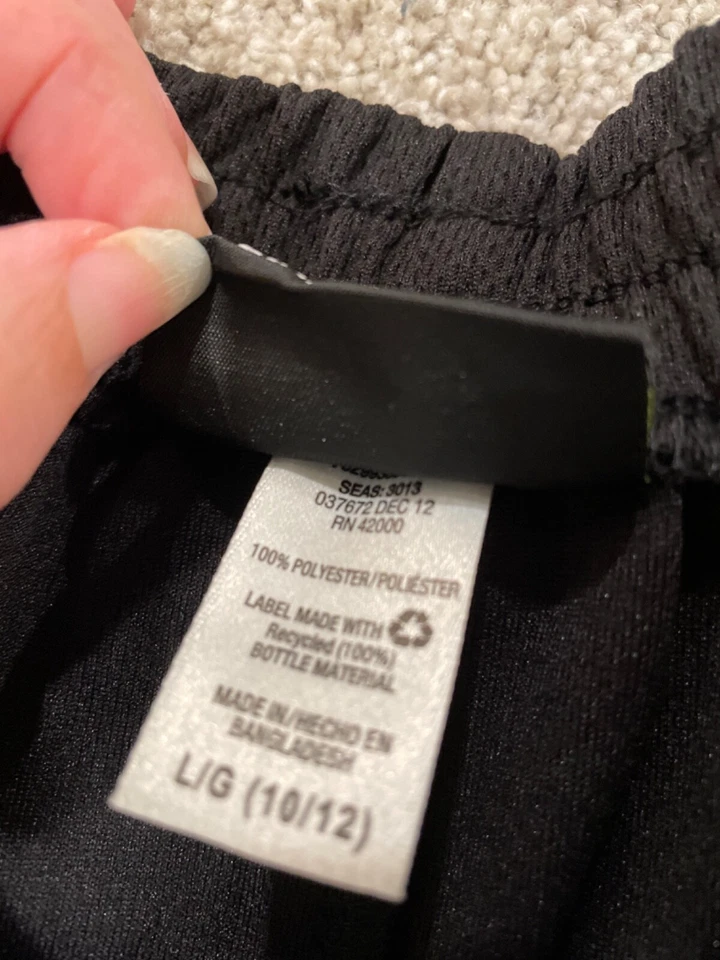 SEAS: 3013
037672 DEC 12
RN 42000
100% POLYESTER/POLIÉSTER
LABEL MADE WITH
Recycled (100%)
BOTTLE MATERIAL
MADE IN/HECHO EN
BANGLADESH
L/G (10/12)